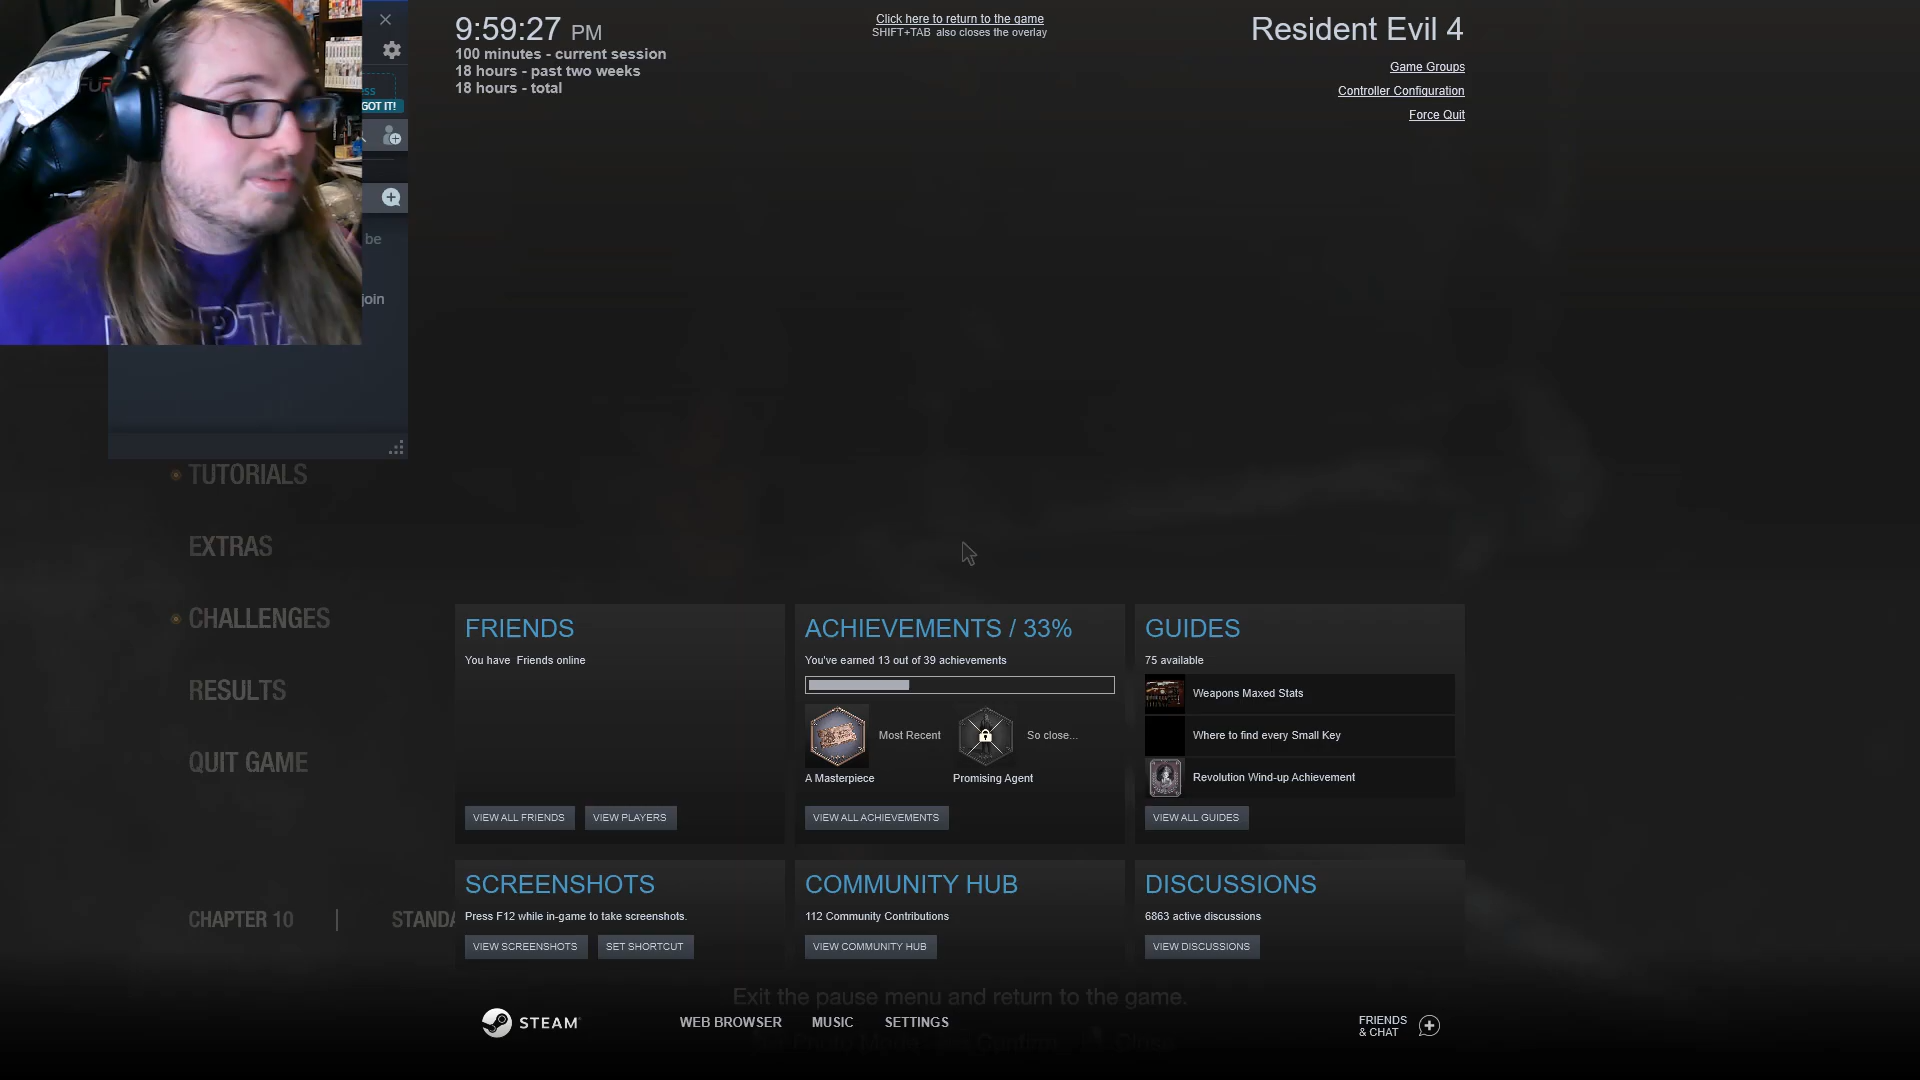 9:59:27 PM
100 minutes - current session
18 hours - past two weeks
18 hours - total
Click here to return to the game
SHIFT+TAB also closes the overlay
Resident Evil 4
Game Groups
Controller Configuration
Force Quit
GOT IT!
be
join
TUTORIALS
EXTRAS
CHALLENGES
RESULTS
QUIT GAME
CHAPTER 10 |
FRIENDS
You have Friends online
VIEW ALL FRIENDS
VIEW PLAYERS
ACHIEVEMENTS / 33%
You've earned 13 out of 39 achievements
Most Recent
A Masterpiece
So close...
Promising Agent
VIEW ALL ACHIEVEMENTS
GUIDES
75 available
Weapons Maxed Stats
Where to find every Small Key
Revolution Wind-up Achievement
VIEW ALL GUIDES
SCREENSHOTS
Press F12 while in-game to take screenshots.
VIEW SCREENSHOTS
SET SHORTCUT
COMMUNITY HUB
112 Community Contributions
VIEW COMMUNITY HUB
DISCUSSIONS
6863 active discussions
VIEW DISCUSSIONS
Exit the pause menu and return to the game.
STEAM
WEB BROWSER
MUSIC
SETTINGS
FRIENDS
& CHAT